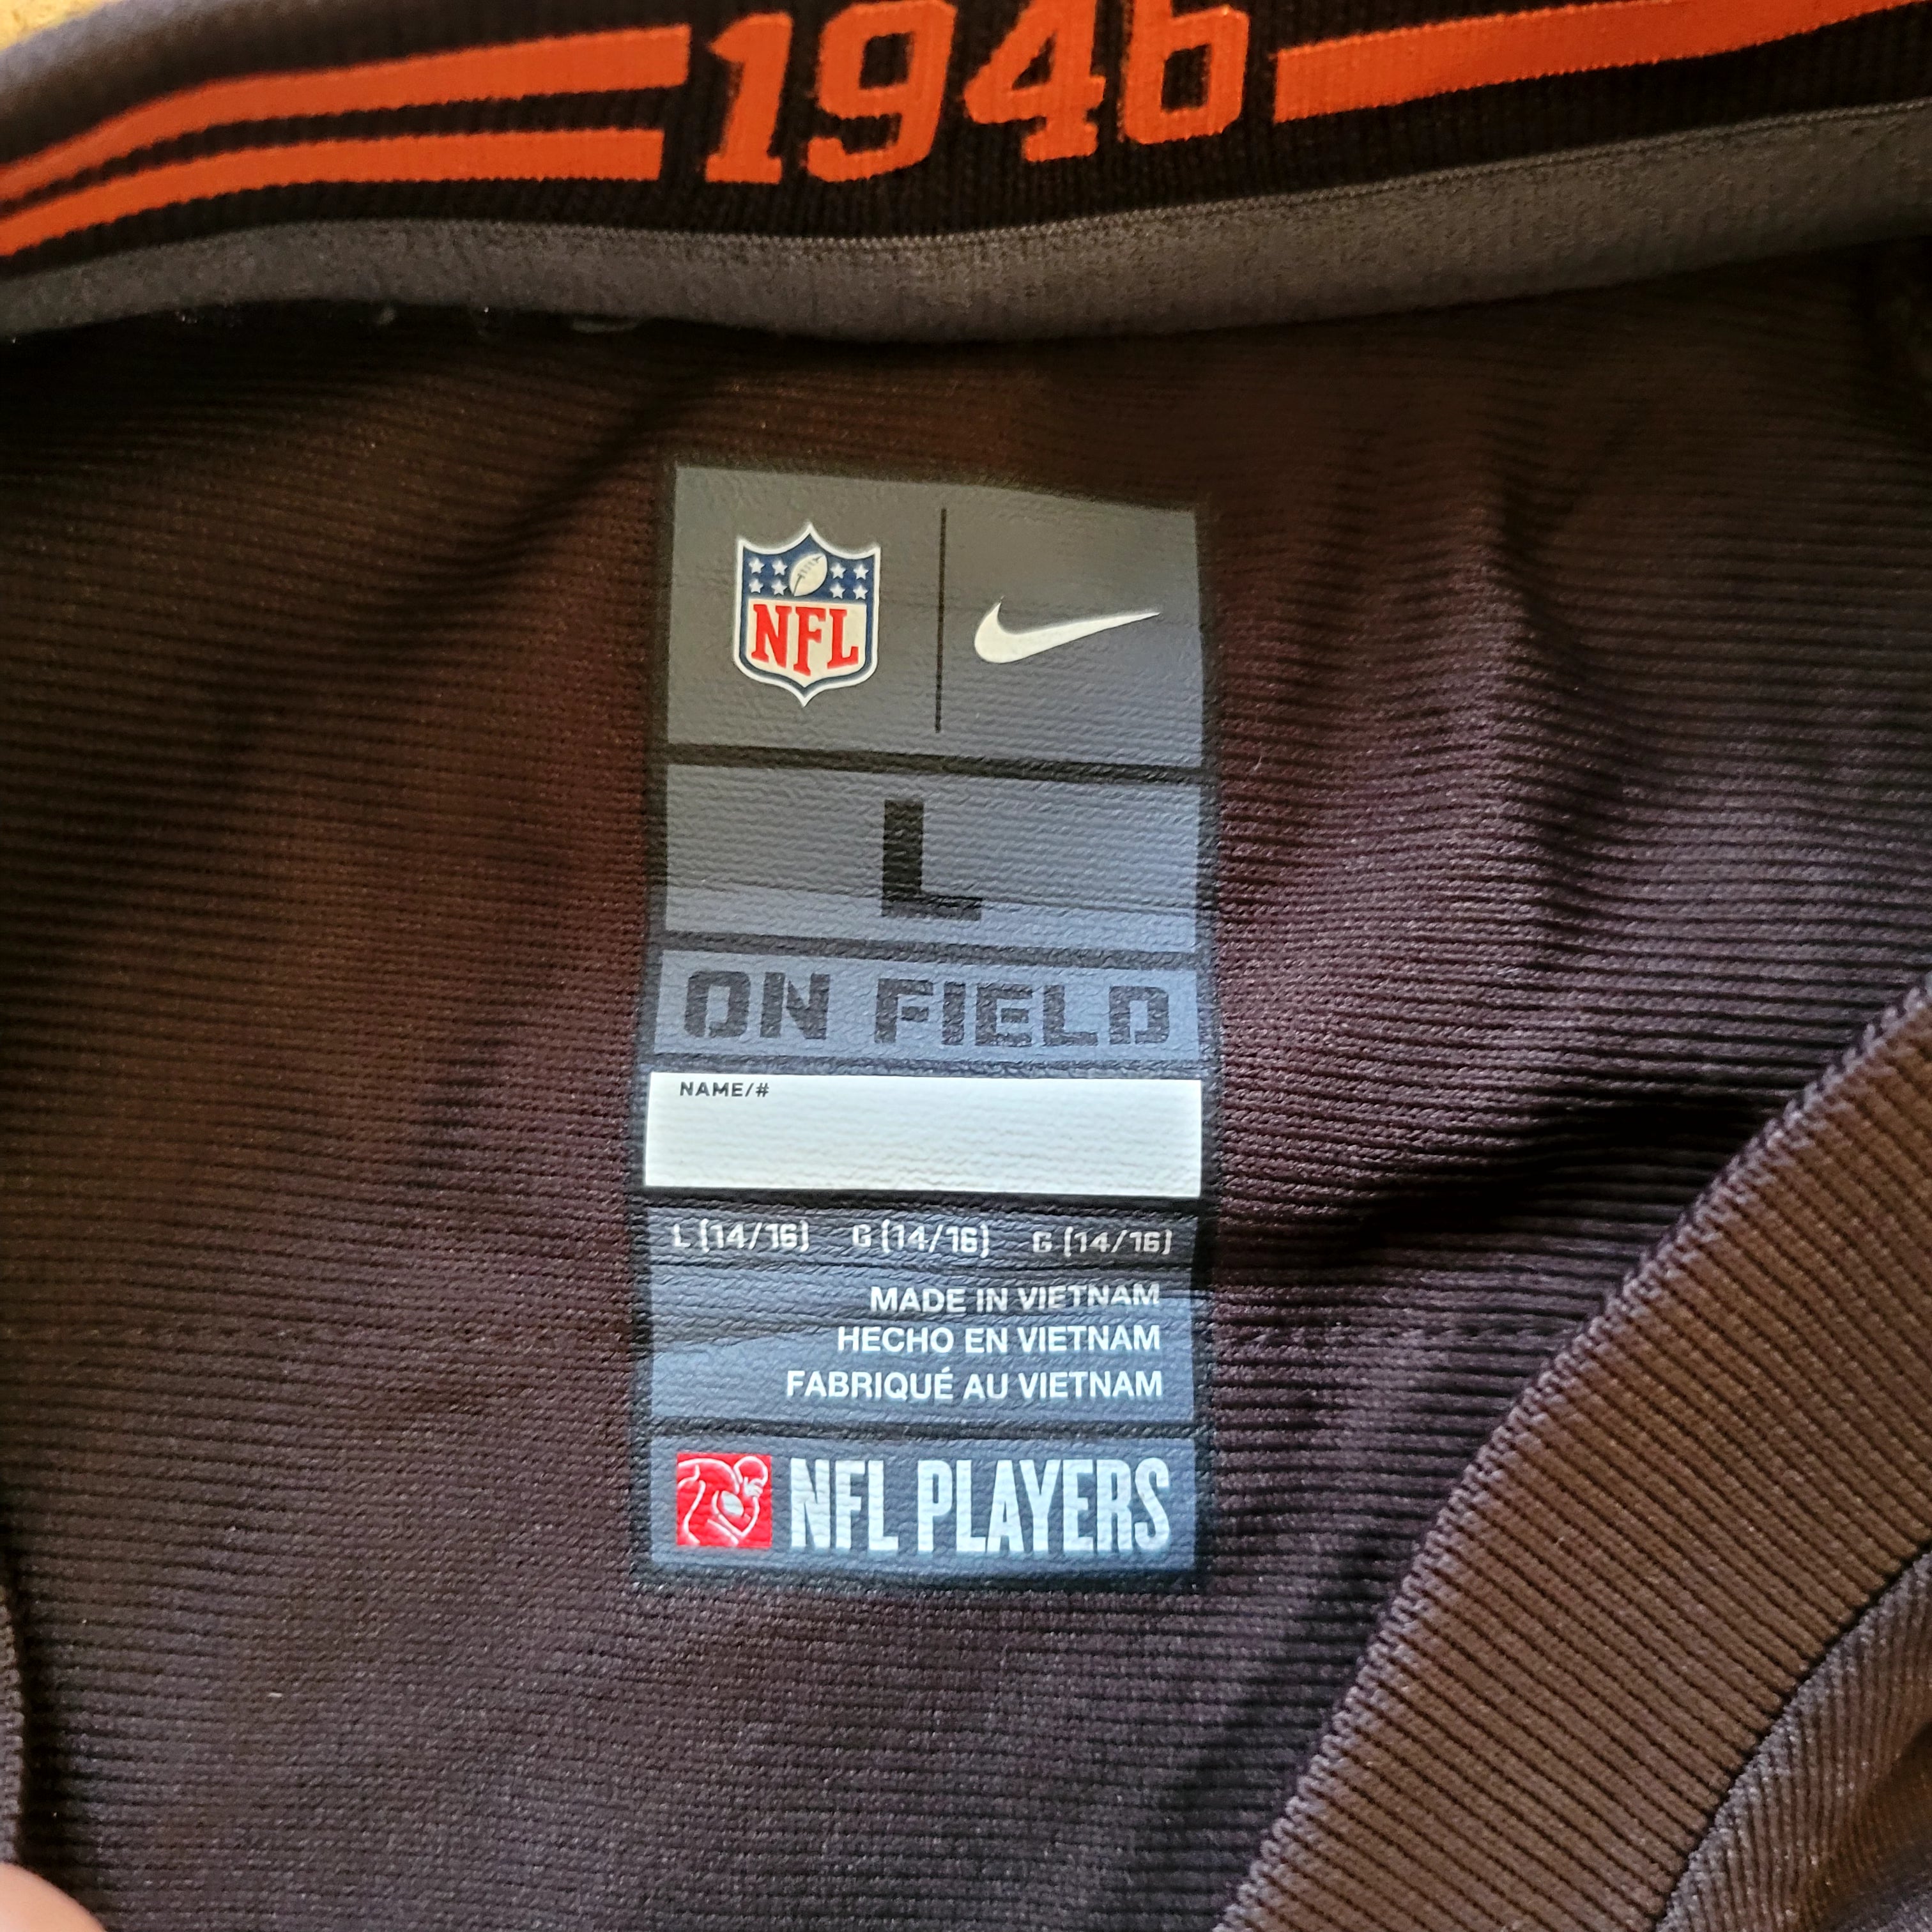 1946
NFL
L
ON FIELD
NAME/#
L (14/16) G (14/16) G (14/16)
MADE IN VIETNAM
HECHO EN VIETNAM
FABRIQUÉ AU VIETNAM
NFL PLAYERS